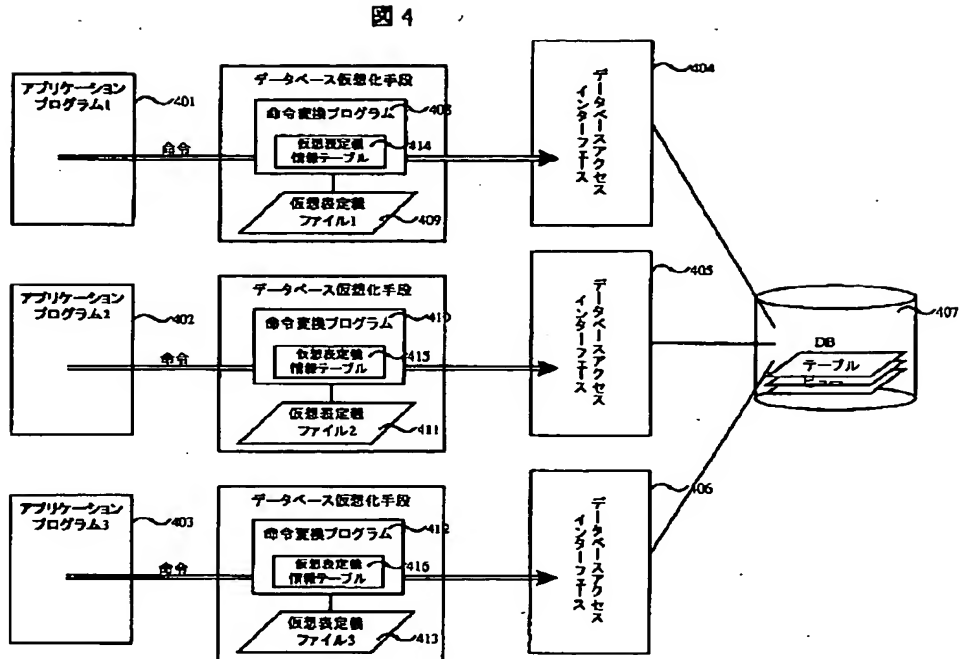 図 4
アプリケーション
プログラム1
401
命令
データベース仮想化手段
命令変換プログラム
408
仮想表定義
情報テーブル
414
仮想表定義
ファイル1
409
データベースアクセス
インターフェース
404
アプリケーション
プログラム2
402
命令
データベース仮想化手段
命令変換プログラム
410
仮想表定義
情報テーブル
415
仮想表定義
ファイル2
411
データベースアクセス
インターフェース
405
407
DB
テーブル
ビュー
アプリケーション
プログラム3
403
命令
データベース仮想化手段
命令変換プログラム
412
仮想表定義
情報テーブル
416
仮想表定義
ファイル3
413
データベースアクセス
インターフェース
406